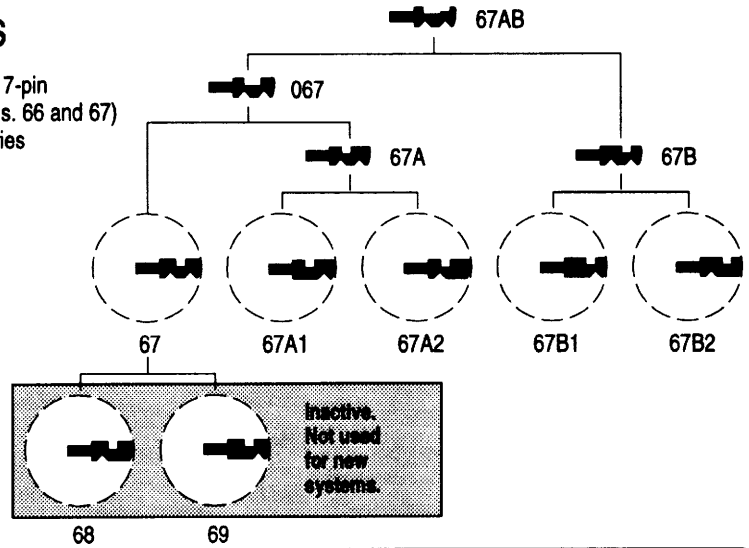 S
67AB
7-pin
s. 66 and 67)
ies
067
67A
67B
67
67A1
67A2
67B1
67B2
Inactive.
Not used
for new
systems.
68
69